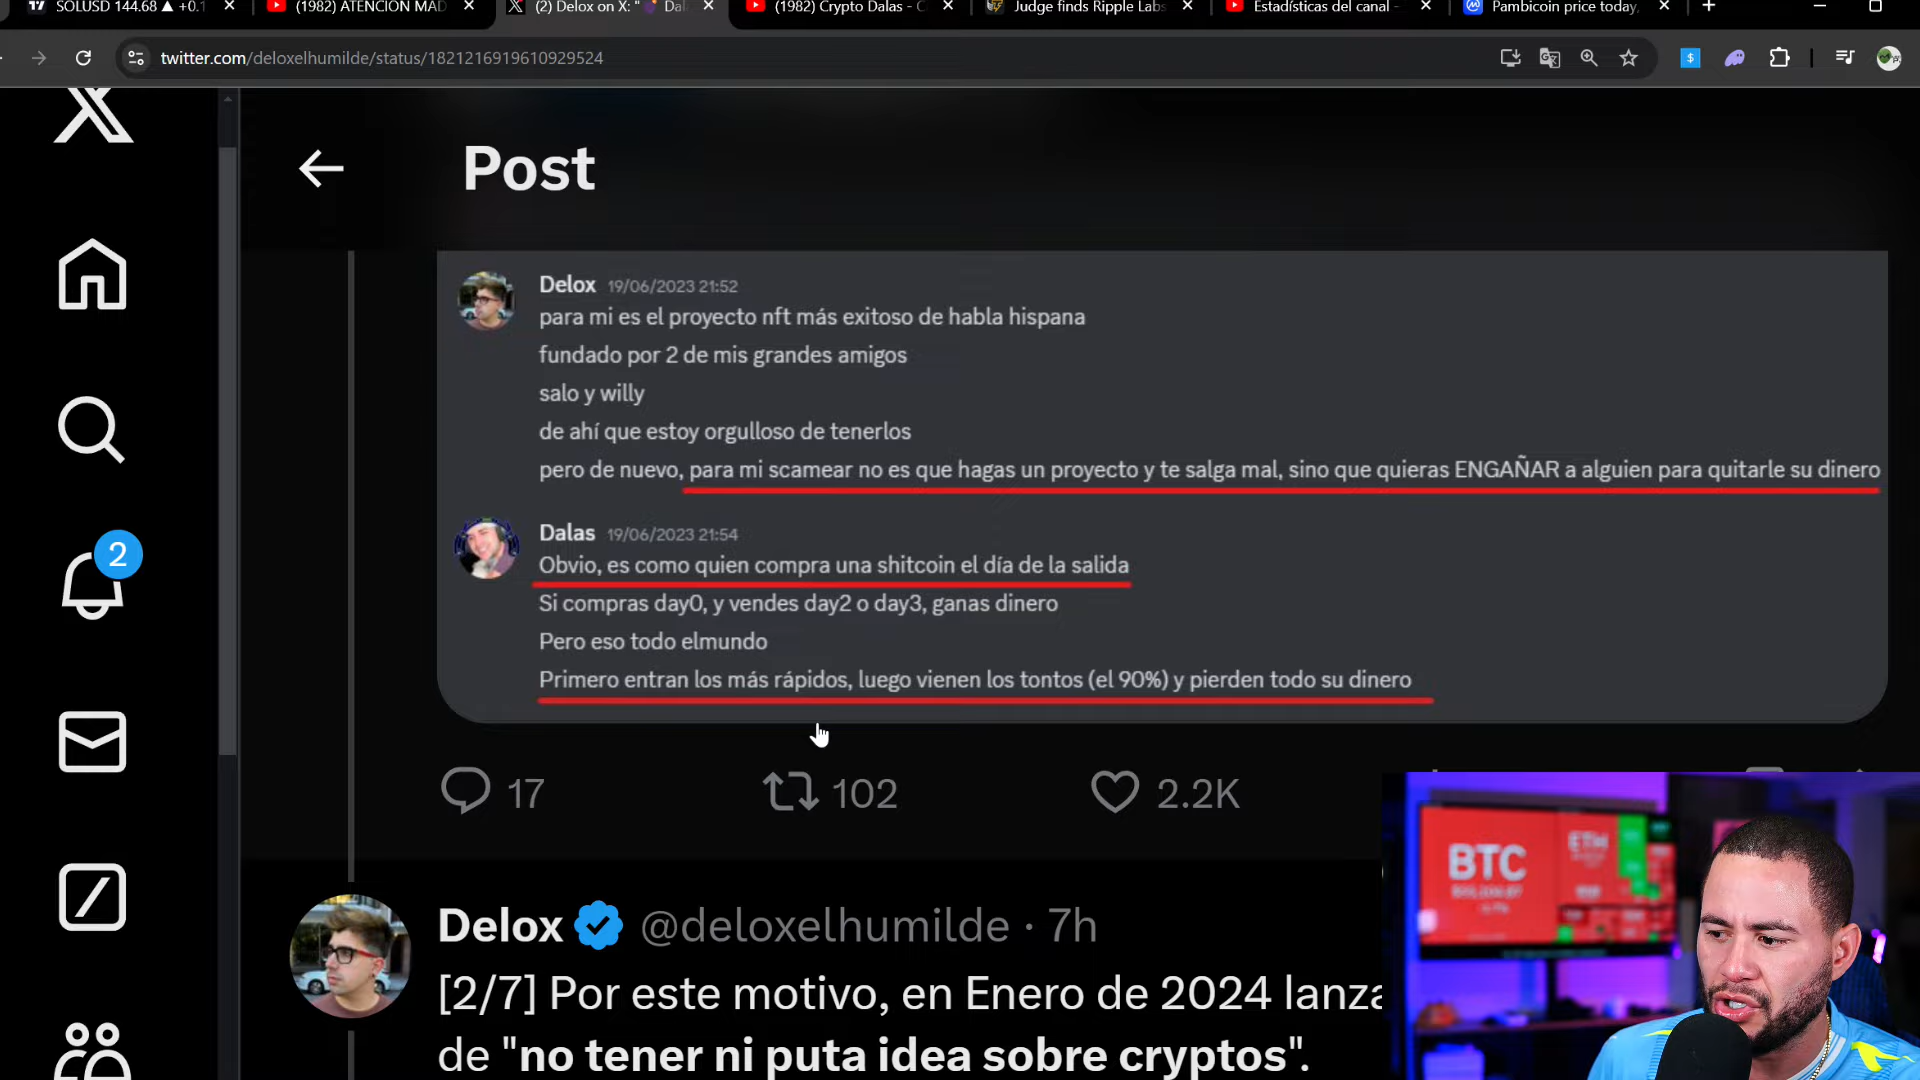 SOLUSD 144.68 ▲ +0.1
(1982) ATENCION MAD
(2) Delox on X: "
(1982) Crypto Dalas - C
Judge finds Ripple Labs
Estadísticas del canal -
Pambicoin price today,
twitter.com/deloxelhumilde/status/1821216919610929524
Post
Delox 19/06/2023 21:52
para mi es el proyecto nft más exitoso de habla hispana
fundado por 2 de mis grandes amigos
salo y willy
de ahí que estoy orgulloso de tenerlos
pero de nuevo, para mi scamear no es que hagas un proyecto y te salga mal, sino que quieras ENGAÑAR a alguien para quitarle su dinero
Dalas 19/06/2023 21:54
Obvio, es como quien compra una shitcoin el día de la salida
Si compras day0, y vendes day2 o day3, ganas dinero
Pero eso todo elmundo
Primero entran los más rápidos, luego vienen los tontos (el 90%) y pierden todo su dinero
2
17 102 2.2K
Delox @deloxelhumilde · 7h
[2/7] Por este motivo, en Enero de 2024 lanza
de "no tener ni puta idea sobre cryptos".
BTC
ETH